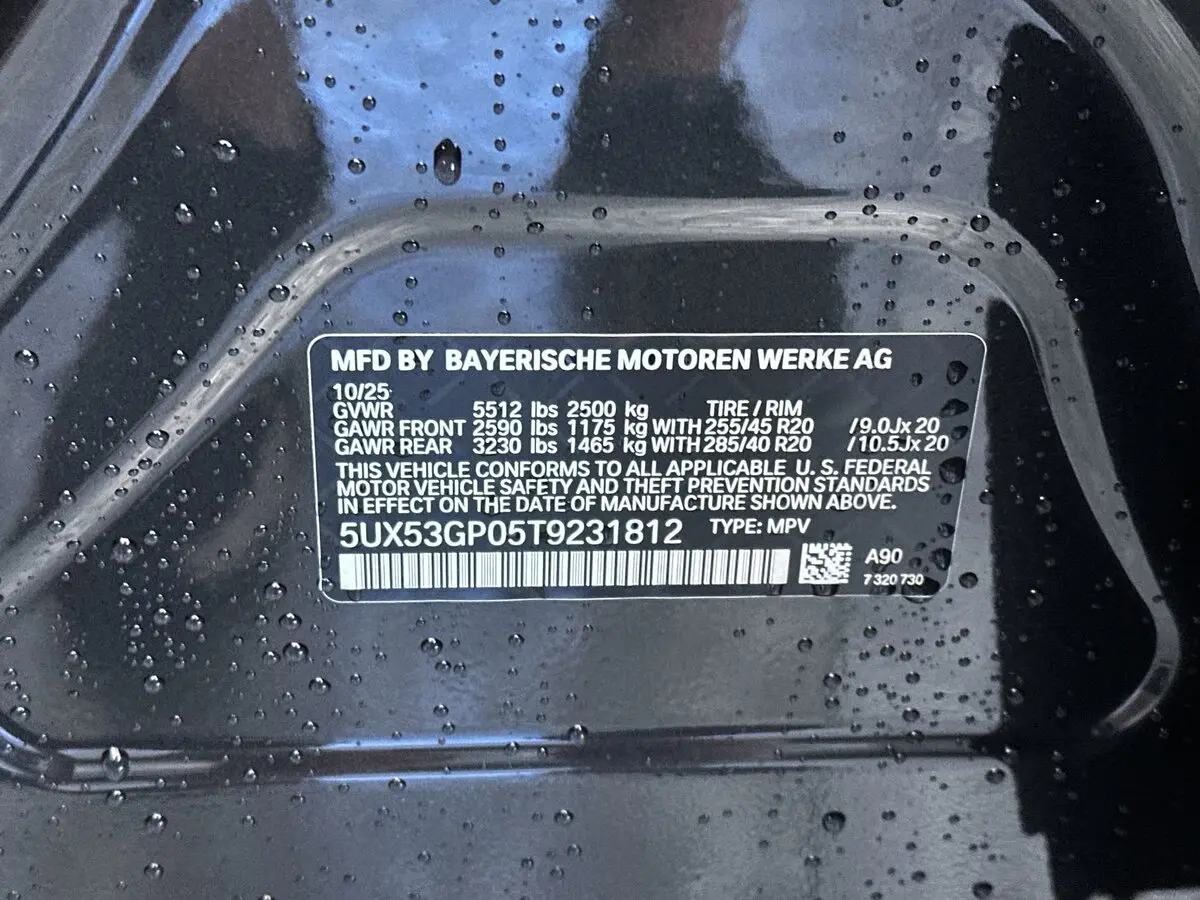 MFD BY BAYERISCHE MOTOREN WERKE AG
10/25
GVWR 5512 lbs 2500 kg TIRE / RIM
GAWR FRONT 2590 lbs 1175 kg WITH 255/45 R20 / 9.0Jx 20
GAWR REAR 3230 lbs 1465 kg WITH 285/40 R20 / 10.5Jx 20
THIS VEHICLE CONFORMS TO ALL APPLICABLE U. S. FEDERAL
MOTOR VEHICLE SAFETY AND THEFT PREVENTION STANDARDS
IN EFFECT ON THE DATE OF MANUFACTURE SHOWN ABOVE.
5UX53GP05T9231812 TYPE: MPV
A90
7 320 730